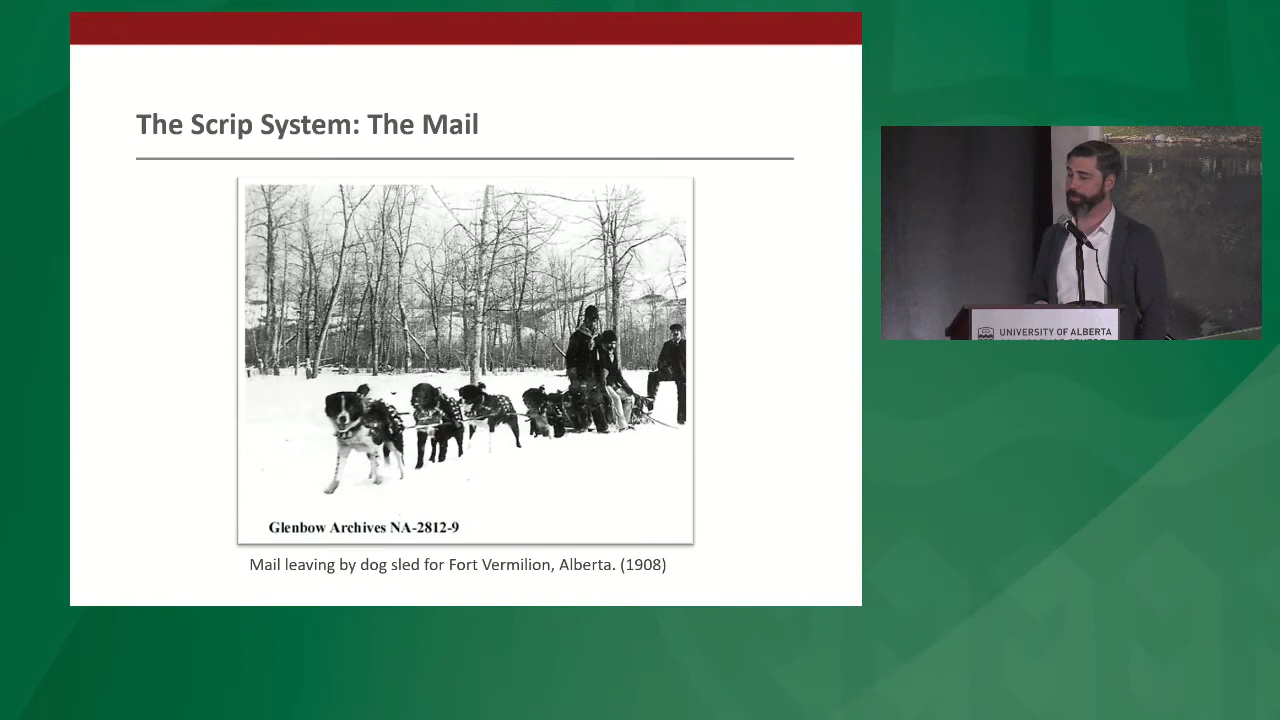 The Scrip System: The Mail
Glenbow Archives NA-2812-9
Mail leaving by dog sled for Fort Vermilion, Alberta. (1908)
UNIVERSITY OF ALBERTA